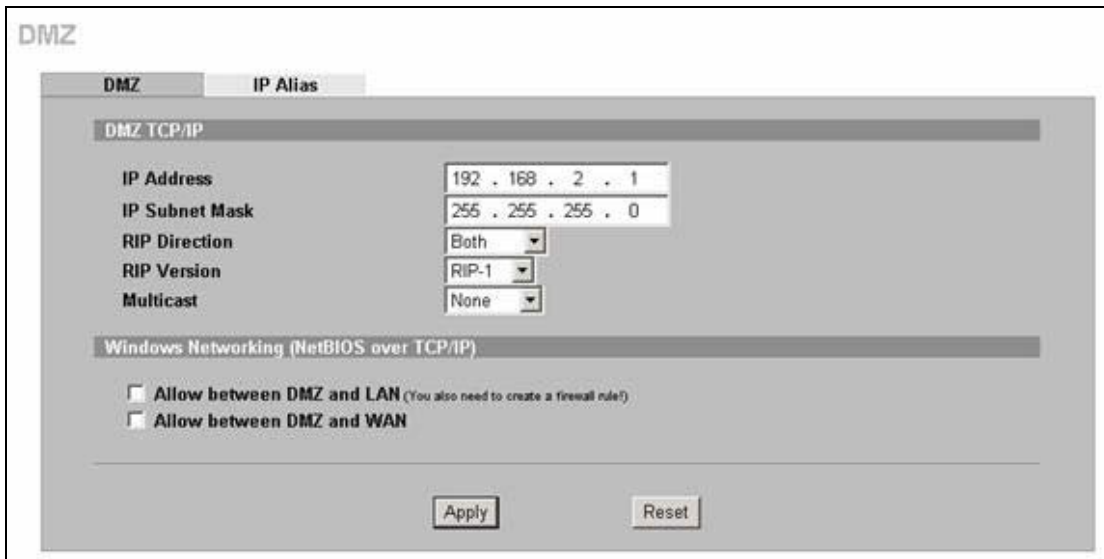 DMZ
DMZ IP Alias
DMZ TCP/IP
IP Address 192 . 168 . 2 . 1
IP Subnet Mask 255 . 255 . 255 . 0
RIP Direction Both
RIP Version RIP-1
Multicast None
Windows Networking (NetBIOS over TCP/IP)
Allow between DMZ and LAN (You also need to create a firewall rule!)
Allow between DMZ and WAN
Apply Reset